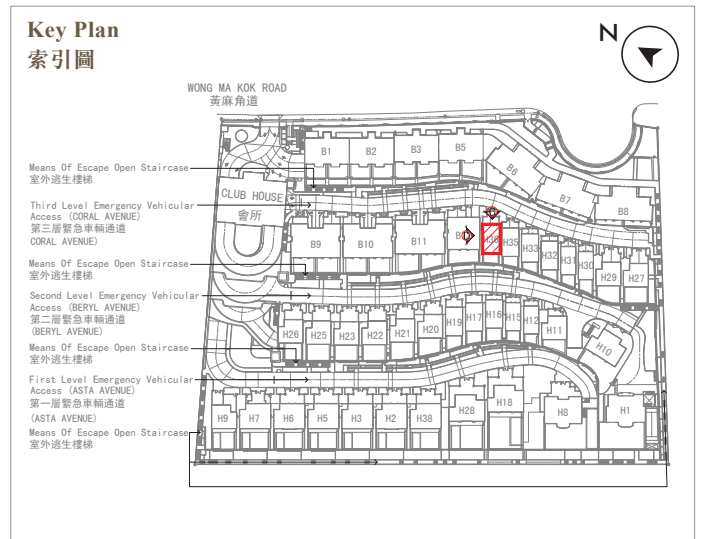 Key Plan
索引圖
N
WONG MA KOK ROAD
黃麻角道
Means Of Escape Open Staircase
室外逃生樓梯
Third Level Emergency Vehicular
Access (CORAL AVENUE)
第三層緊急車輛通道
CORAL AVENUE)
Means Of Escape Open Staircase
室外逃生樓梯
Second Level Emergency Vehicular
Access (BERYL AVENUE)
第二層緊急車輛通道
(BERYL AVENUE)
Means Of Escape Open Staircase
室外逃生樓梯
First Level Emergency Vehicular
Access (ASTA AVENUE)
第一層緊急車輛通道
(ASTA AVENUE)
Means Of Escape Open Staircase
室外逃生樓梯
CLUB HOUSE
會所
B1 B2 B3 B5 B6 B7 B8
B9 B10 B11 H36 H35 H33 H32 H31 H30 H29 H27
H26 H25 H23 H22 H21 H20 H19 H17 H16 H15 H12 H11 H10
H9 H7 H6 H5 H3 H2 H38 H28 H18 H8 H1